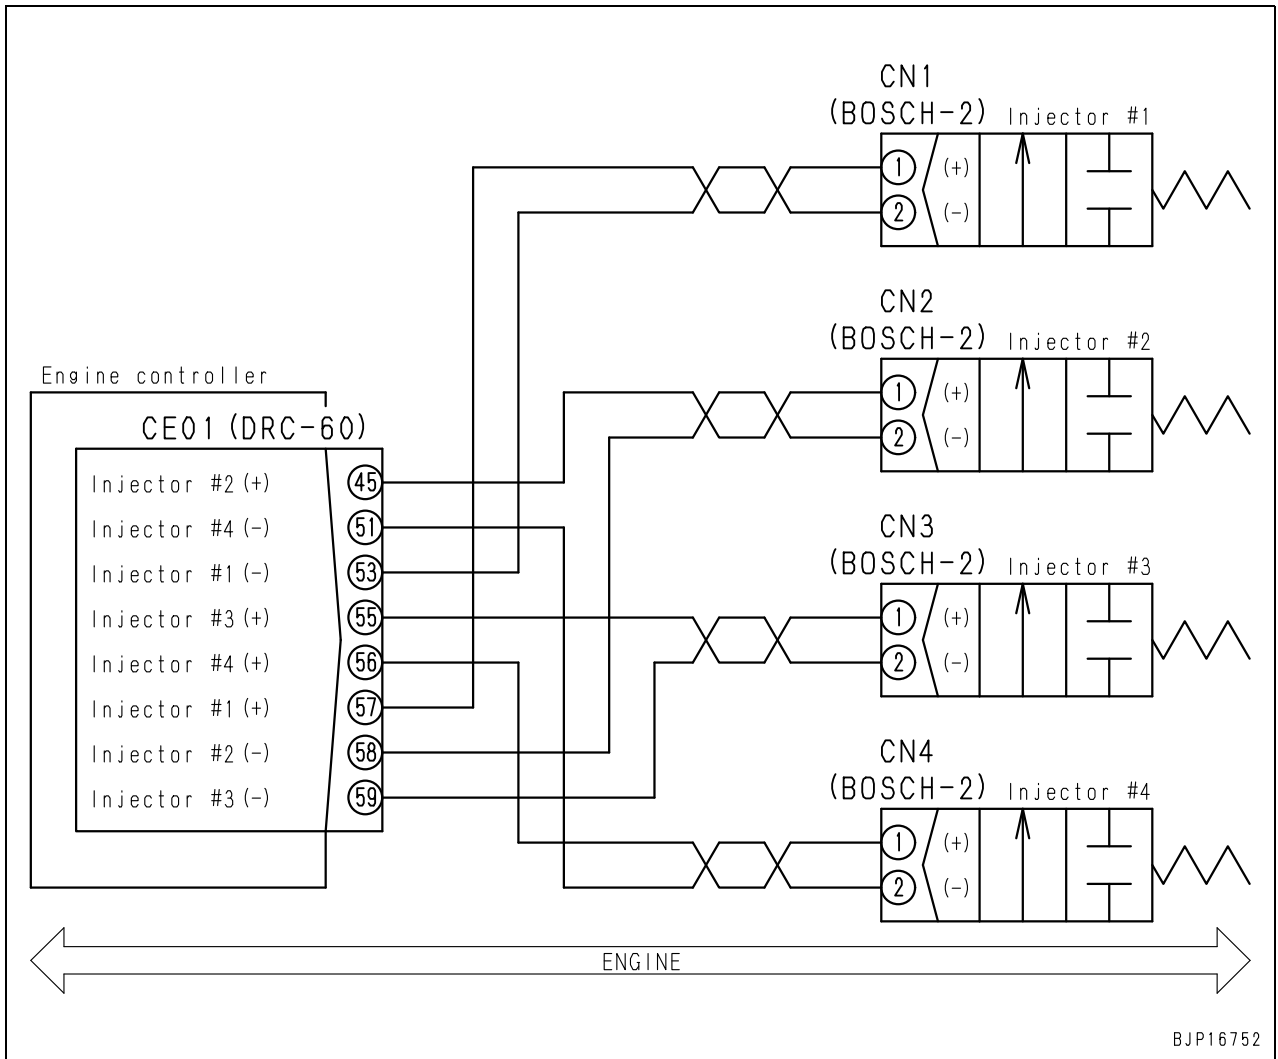 CN1
(BOSCH-2) Injector #1
1 (+)
2 (-)
CN2
(BOSCH-2) Injector #2
1 (+)
2 (-)
Engine controller
CE01 (DRC-60)
Injector #2 (+) 45
Injector #4 (-) 51
Injector #1 (-) 53
Injector #3 (+) 55
Injector #4 (+) 56
Injector #1 (+) 57
Injector #2 (-) 58
Injector #3 (-) 59
CN3
(BOSCH-2) Injector #3
1 (+)
2 (-)
CN4
(BOSCH-2) Injector #4
1 (+)
2 (-)
ENGINE
BJP16752